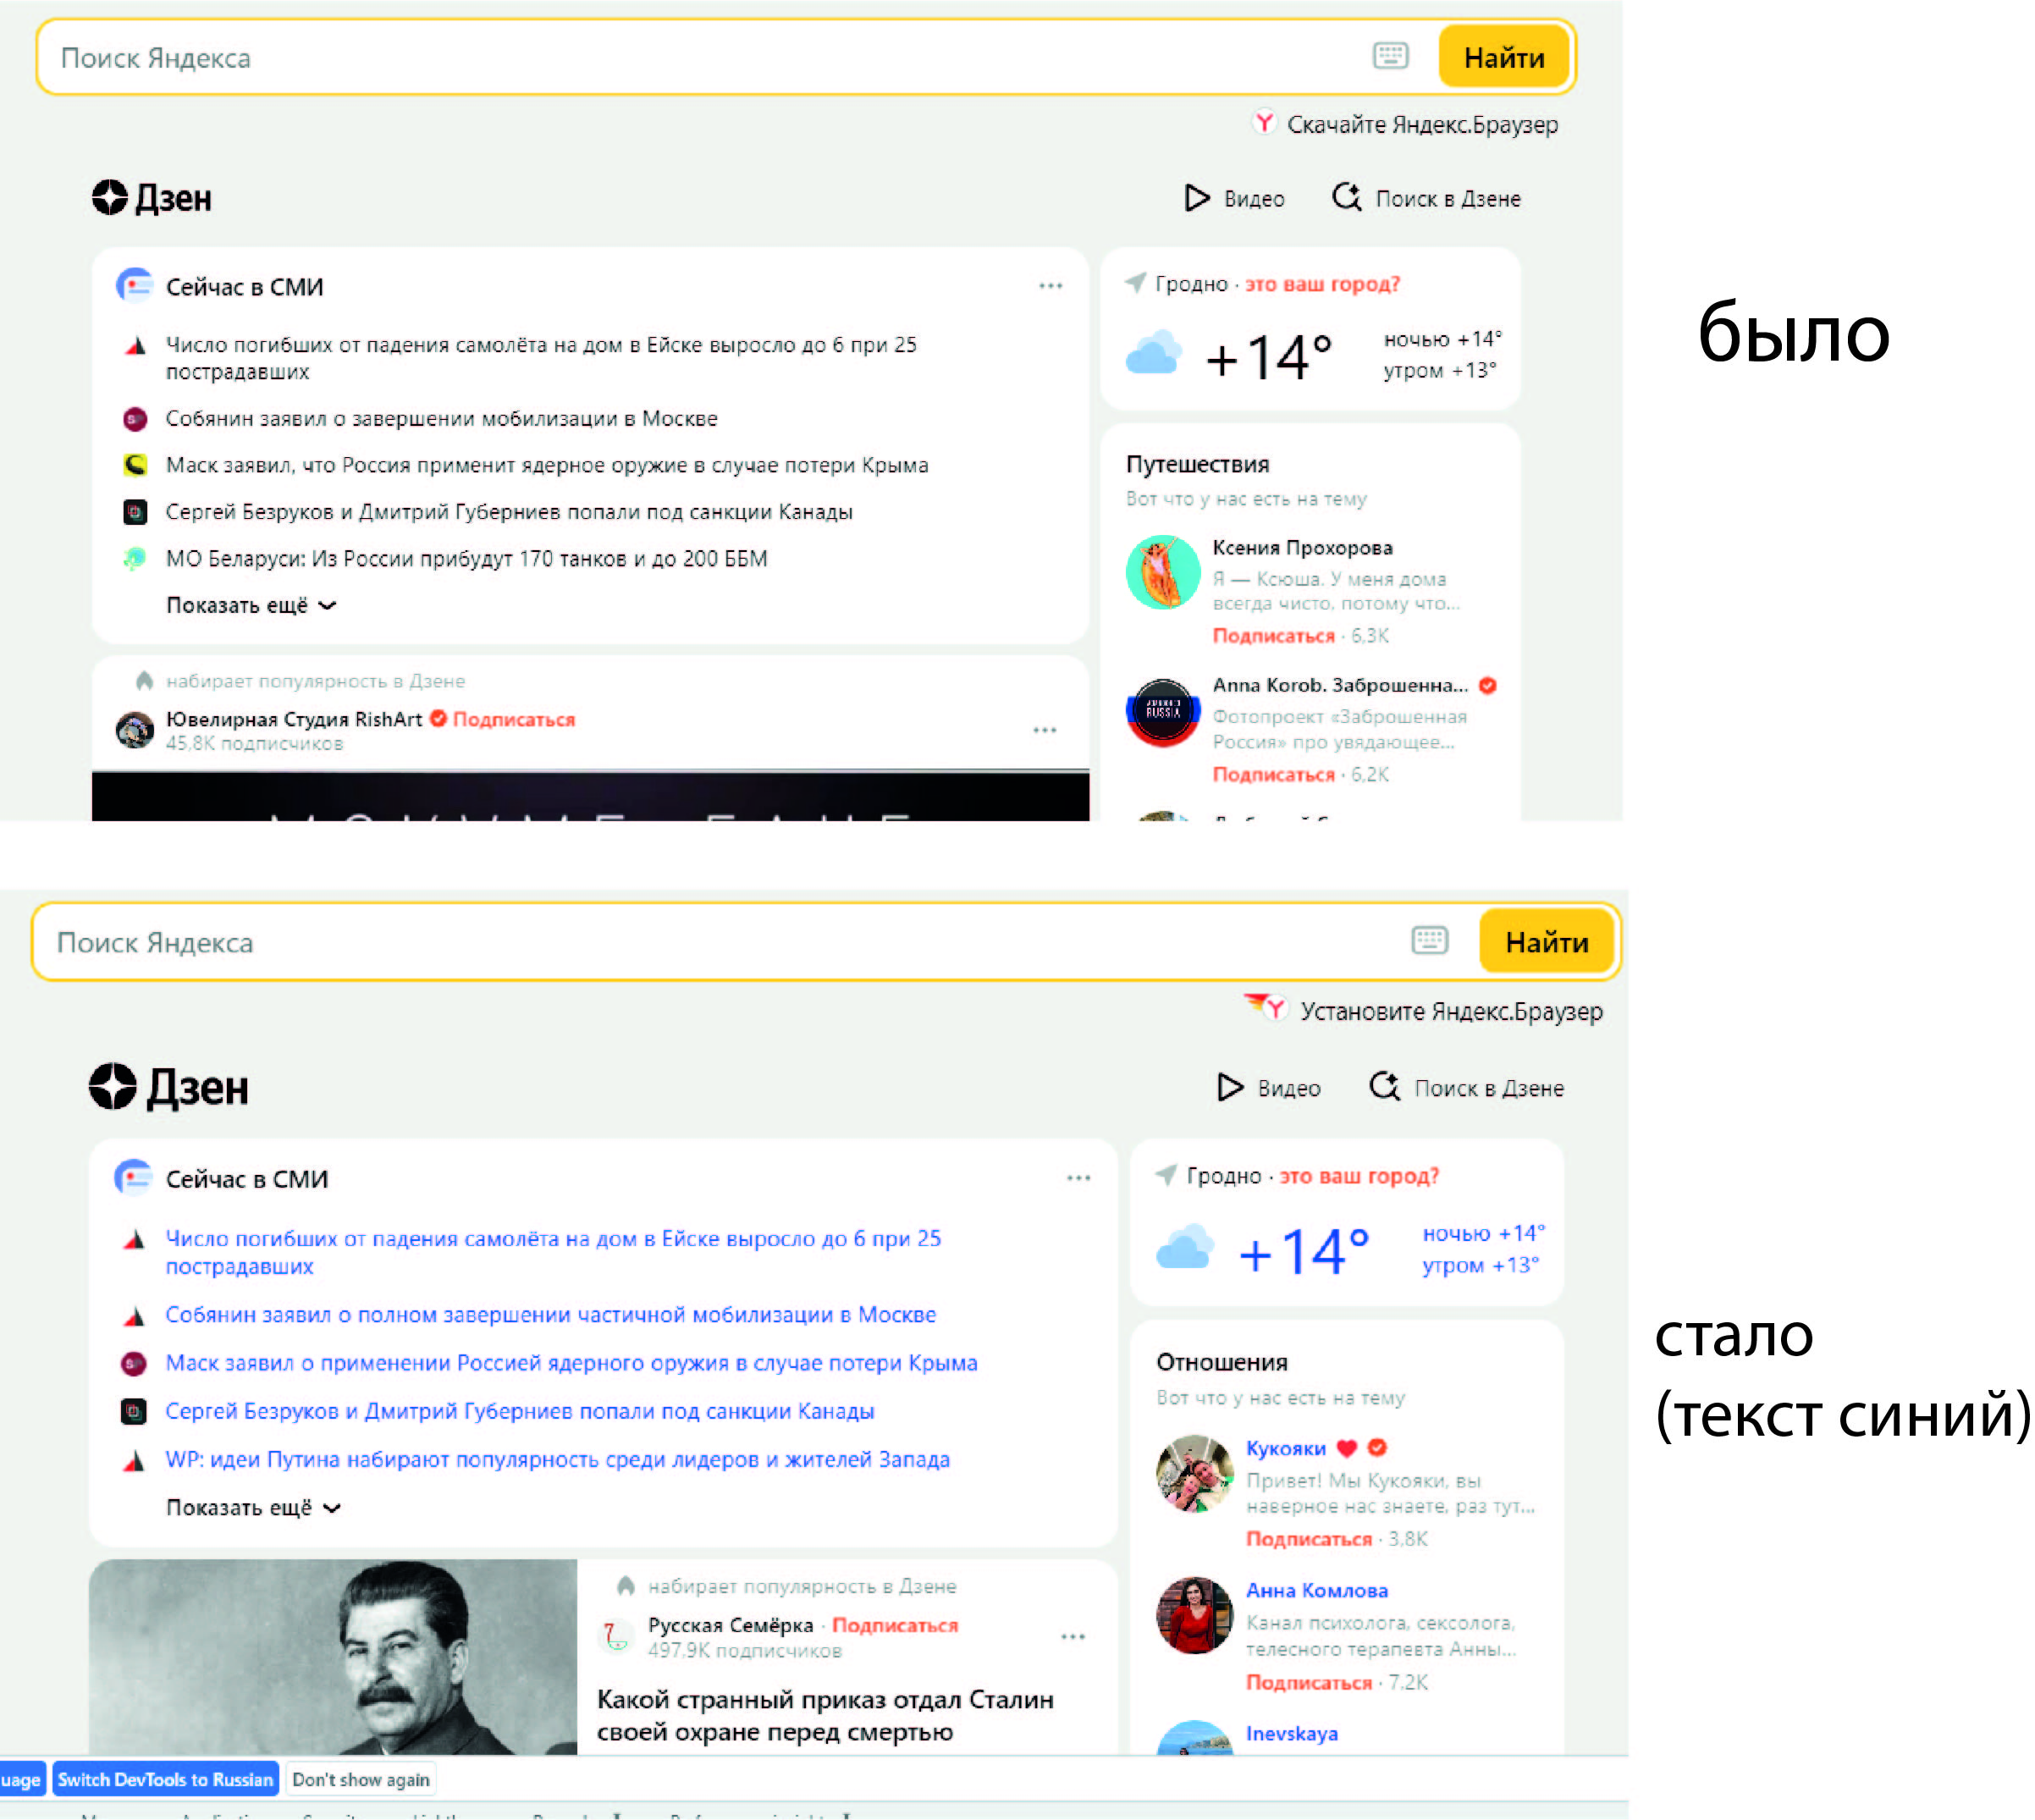 Поиск Яндекса
Найти
Скачайте Яндекс.Браузер
Дзен
Видео
Поиск в Дзене
Сейчас в СМИ
Число погибших от падения самолёта на дом в Ейске выросло до 6 при 25
пострадавших
Собянин заявил о завершении мобилизации в Москве
Маск заявил, что Россия применит ядерное оружие в случае потери Крыма
Сергей Безруков и Дмитрий Губерниев попали под санкции Канады
МО Беларуси: Из России прибудут 170 танков и до 200 ББМ
Показать ещё
набирает популярность в Дзене
Ювелирная Студия RishArt Подписаться
45,8K подписчиков
Гродно · это ваш город?
+14°
ночью +14°
утром +13°
Путешествия
Вот что у нас есть на тему
Ксения Прохорова
Я — Ксюша. У меня дома
всегда чисто, потому что...
Подписаться · 6,3K
Anna Korob. Заброшенна...
Фотопроект «Заброшенная
Россия» про увядающее...
Подписаться · 6,2K
RUSSIA
было
Поиск Яндекса
Найти
Установите Яндекс.Браузер
Дзен
Видео
Поиск в Дзене
Сейчас в СМИ
Число погибших от падения самолёта на дом в Ейске выросло до 6 при 25
пострадавших
Собянин заявил о полном завершении частичной мобилизации в Москве
Маск заявил о применении Россией ядерного оружия в случае потери Крыма
Сергей Безруков и Дмитрий Губерниев попали под санкции Канады
WP: идеи Путина набирают популярность среди лидеров и жителей Запада
Показать ещё
набирает популярность в Дзене
Русская Семёрка · Подписаться
497,9K подписчиков
Какой странный приказ отдал Сталин
своей охране перед смертью
Гродно · это ваш город?
+14°
ночью +14°
утром +13°
Отношения
Вот что у нас есть на тему
Кукояки
Привет! Мы Кукояки, вы
наверное нас знаете, раз тут...
Подписаться · 3,8K
Анна Комлова
Канал психолога, сексолога,
телесного терапевта Анны...
Подписаться · 7,2K
Inevskaya
стало
(текст синий)
uage
Switch DevTools to Russian
Don't show again